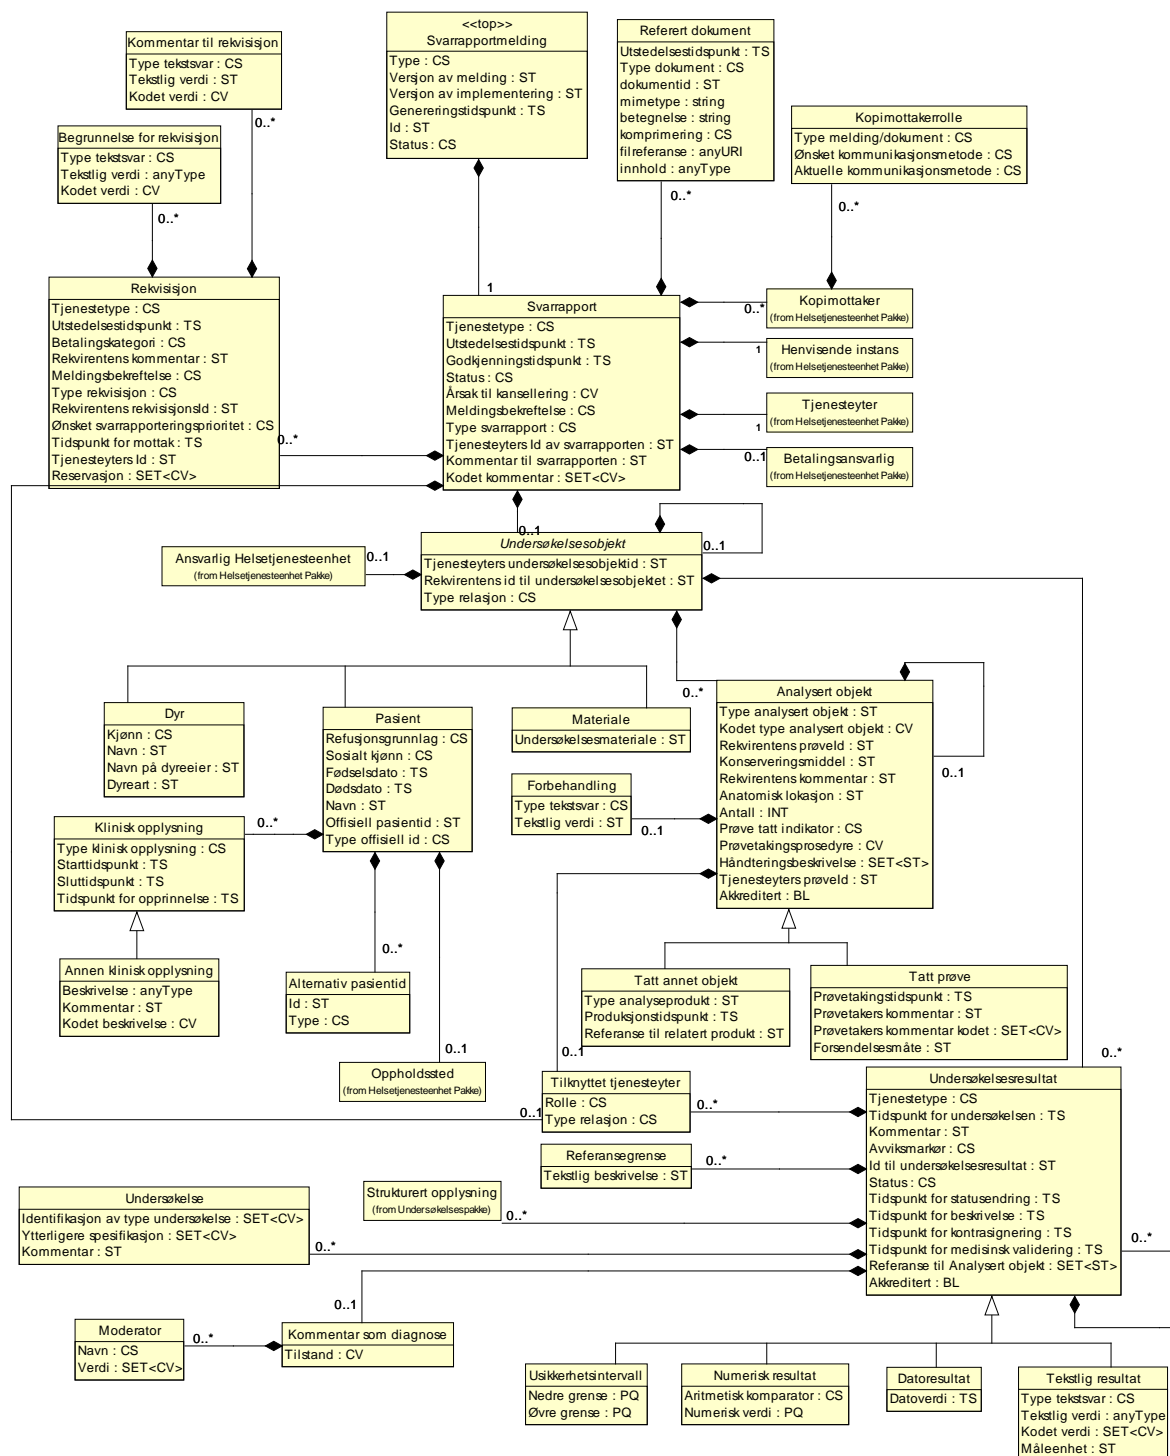 <<top>>
Svarrapportmelding
Type : CS
Versjon av melding : ST
Versjon av implementering : ST
Genereringstidspunkt : TS
Id : ST
Status : CS
Referert dokument
Utstedelsestidspunkt : TS
Type dokument : CS
dokumentid : ST
mimetype : string
betegnelse : string
komprimering : CS
filreferanse : anyURI
innhold : anyType
Kommentar til rekvisisjon
Type tekstsvar : CS
Tekstlig verdi : ST
Kodet verdi : CV
0..*
Begrunnelse for rekvisisjon
Type tekstsvar : CS
Tekstlig verdi : anyType
Kodet verdi : CV
0..*
Kopimottakerrolle
Type melding/dokument : CS
Ønsket kommunikasjonsmetode : CS
Aktuelle kommunikasjonsmetode : CS
0..*
0..*
1
Rekvisisjon
Tjenestetype : CS
Utstedelsestidspunkt : TS
Betalingskategori : CS
Rekvirentens kommentar : ST
Meldingsbekreftelse : CS
Type rekvisisjon : CS
Rekvirentens rekvisisjonsId : ST
Ønsket svarrapporteringsprioritet : CS
Tidspunkt for mottak : TS
Tjenesteyters Id : ST
Reservasjon : SET<CV>
0..*
Svarrapport
Tjenestetype : CS
Utstedelsestidspunkt : TS
Godkjenningstidspunkt : TS
Status : CS
Årsak til kansellering : CV
Meldingsbekreftelse : CS
Type svarrapport : CS
Tjenesteyters Id av svarrapporten : ST
Kommentar til svarrapporten : ST
Kodet kommentar : SET<CV>
Kopimottaker
(from Helsetjenesteenhet Pakke)
0..*
Henvisende instans
(from Helsetjenesteenhet Pakke)
1
Tjenesteyter
(from Helsetjenesteenhet Pakke)
1
Betalingsansvarlig
(from Helsetjenesteenhet Pakke)
0..1
0..1
Undersøkelsesobjekt
Tjenesteyters undersøkelsesobjektid : ST
Rekvirentens id til undersøkelsesobjektet : ST
Type relasjon : CS
0..1
Ansvarlig Helsetjenesteenhet
(from Helsetjenesteenhet Pakke)
0..1
0..*
Dyr
Kjønn : CS
Navn : ST
Navn på dyreeier : ST
Dyreart : ST
Pasient
Refusjonsgrunnlag : CS
Sosialt kjønn : CS
Fødselsdato : TS
Dødsdato : TS
Navn : ST
Offisiell pasientid : ST
Type offisiell id : CS
Materiale
Undersøkelsesmateriale : ST
Analysert objekt
Type analysert objekt : ST
Kodet type analysert objekt : CV
Rekvirentens prøveId : ST
Konserveringsmiddel : ST
Rekvirentens kommentar : ST
Anatomisk lokasjon : ST
Antall : INT
Prøve tatt indikator : CS
Prøvetakingsprosedyre : CV
Håndteringsbeskrivelse : SET<ST>
Tjenesteyters prøveId : ST
Akkreditert : BL
0..1
Forbehandling
Type tekstsvar : CS
Tekstlig verdi : ST
0..1
Klinisk opplysning
Type klinisk opplysning : CS
Starttidspunkt : TS
Sluttidspunkt : TS
Tidspunkt for opprinnelse : TS
0..*
Annen klinisk opplysning
Beskrivelse : anyType
Kommentar : ST
Kodet beskrivelse : CV
0..*
Alternativ pasientid
Id : ST
Type : CS
0..1
Oppholdssted
(from Helsetjenesteenhet Pakke)
Tatt annet objekt
Type analyseprodukt : ST
Produksjonstidspunkt : TS
Referanse til relatert produkt : ST
Tatt prøve
Prøvetakingstidspunkt : TS
Prøvetakers kommentar : ST
Prøvetakers kommentar kodet : SET<CV>
Forsendelsesmåte : ST
0..1
0..*
Tilknyttet tjenesteyter
Rolle : CS
Type relasjon : CS
0..1
0..*
Undersøkelsesresultat
Tjenestetype : CS
Tidspunkt for undersøkelsen : TS
Kommentar : ST
Avviksmarkør : CS
Id til undersøkelsesresultat : ST
Status : CS
Tidspunkt for statusendring : TS
Tidspunkt for beskrivelse : TS
Tidspunkt for kontrasignering : TS
Tidspunkt for medisinsk validering : TS
Referanse til Analysert objekt : SET<ST>
Akkreditert : BL
0..*
Referansegrense
Tekstlig beskrivelse : ST
0..*
Strukturert opplysning
(from Undersøkelsespakke)
0..*
Undersøkelse
Identifikasjon av type undersøkelse : SET<CV>
Ytterligere spesifikasjon : SET<CV>
Kommentar : ST
0..*
0..1
Moderator
Navn : CS
Verdi : SET<CV>
0..*
Kommentar som diagnose
Tilstand : CV
Usikkerhetsintervall
Nedre grense : PQ
Øvre grense : PQ
Numerisk resultat
Aritmetisk komparator : CS
Numerisk verdi : PQ
Datoresultat
Datoverdi : TS
Tekstlig resultat
Type tekstsvar : CS
Tekstlig verdi : anyType
Kodet verdi : SET<CV>
Måleenhet : ST